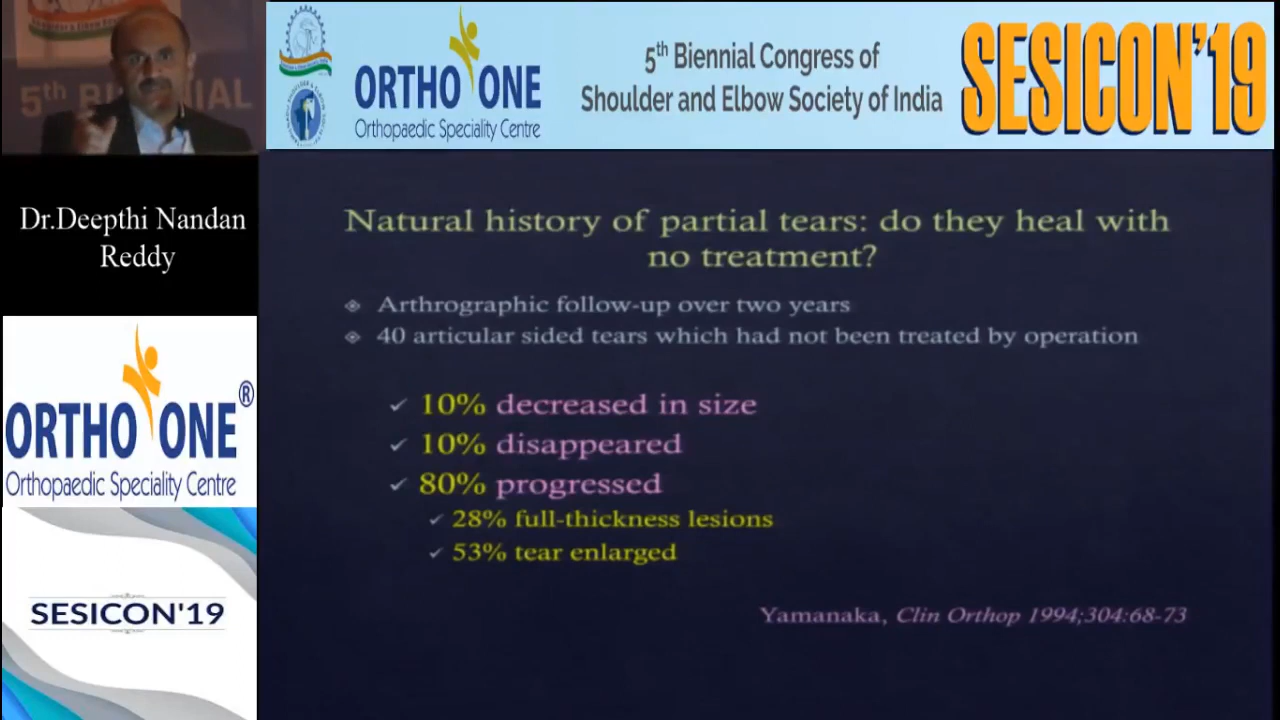 5th BIENNIAL
ORTHO ONE
Orthopaedic Speciality Centre
5th Biennial Congress of
Shoulder and Elbow Society of India
SESICON'19
Dr.Deepthi Nandan
Reddy
ORTHO ONE®
Orthopaedic Speciality Centre
SESICON'19
Natural history of partial tears: do they heal with
no treatment?
Arthrographic follow-up over two years
40 articular sided tears which had not been treated by operation
10% decreased in size
10% disappeared
80% progressed
28% full-thickness lesions
53% tear enlarged
Yamanaka, Clin Orthop 1994;304:68-73